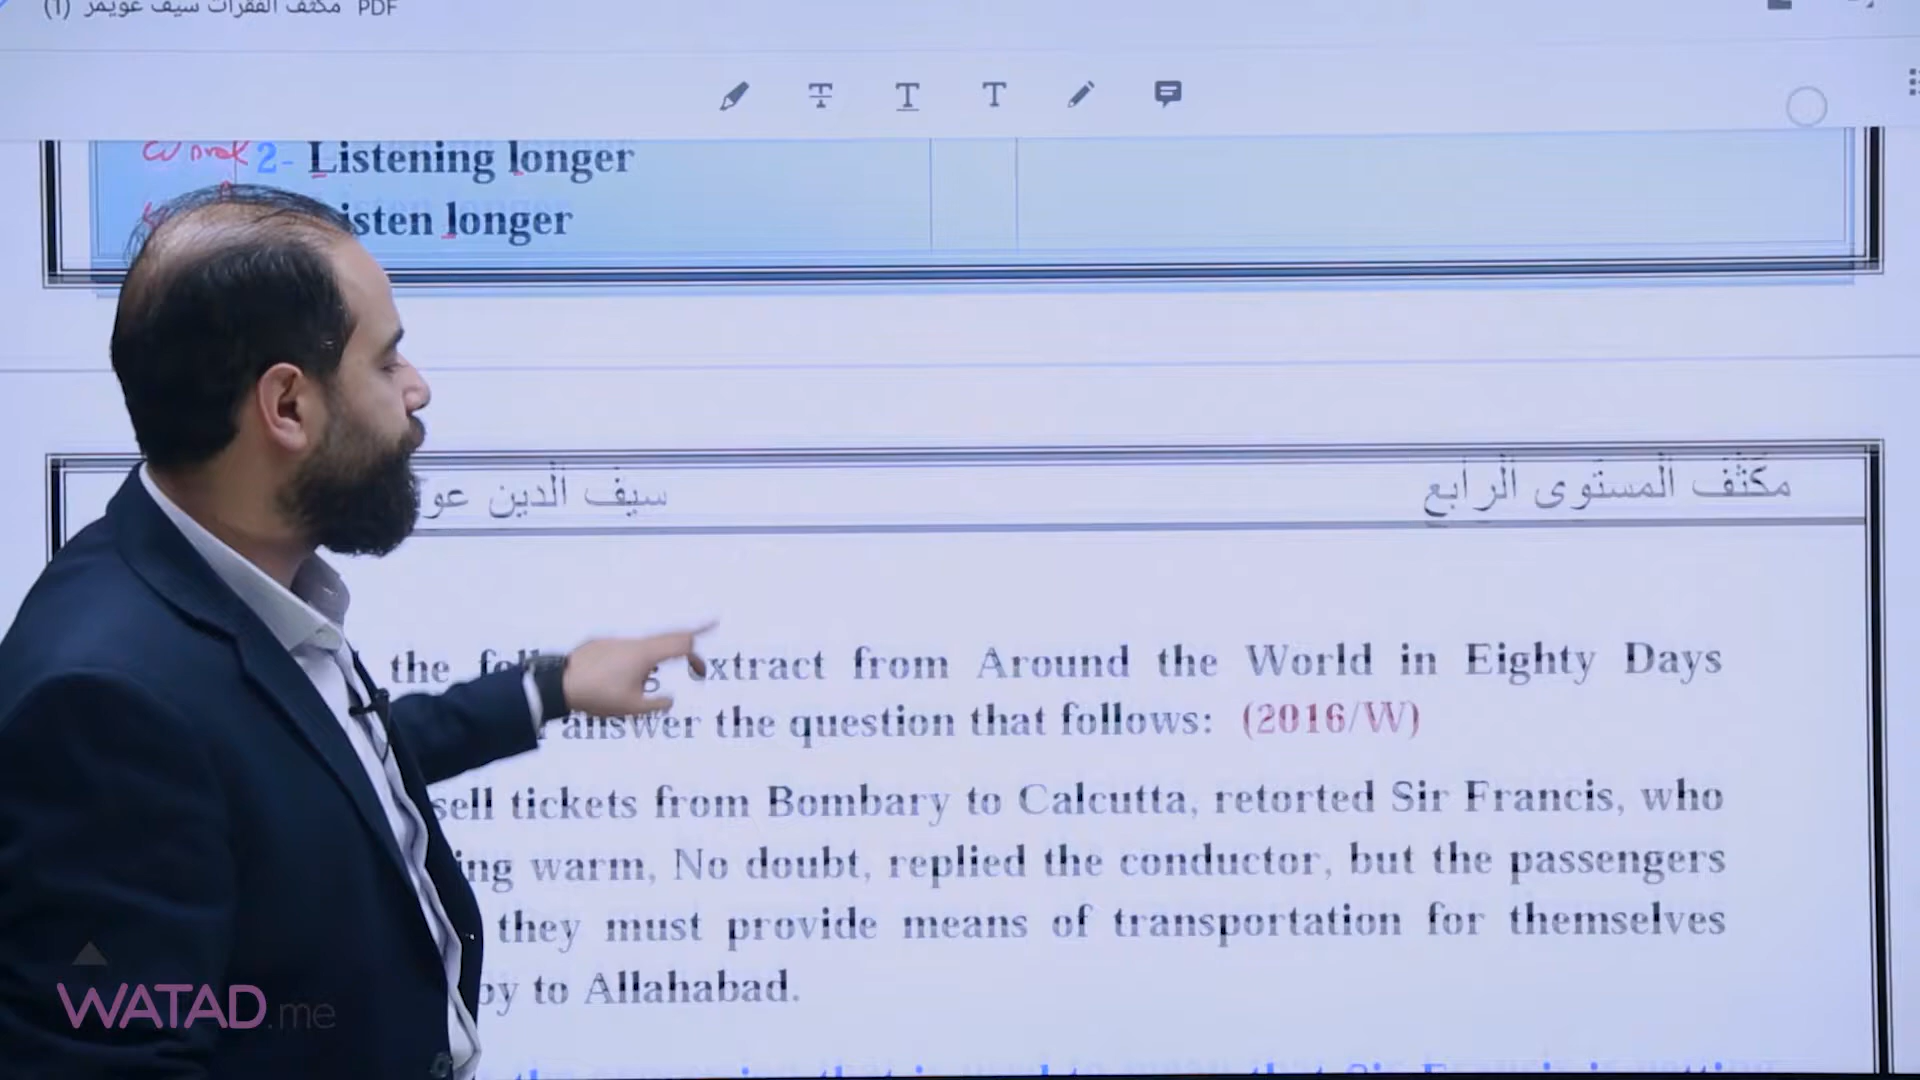 PDF مكثف الفقرات سيف عويمر (1)
2- Listening longer
isten longer
مكثف المستوى الرابع
سيف الدين عو
the extract from Around the World in Eighty Days
answer the question that follows: (2016/W)
sell tickets from Bombary to Calcutta, retorted Sir Francis, who
ing warm, No doubt, replied the conductor, but the passengers
they must provide means of transportation for themselves
by to Allahabad.
WATAD.me